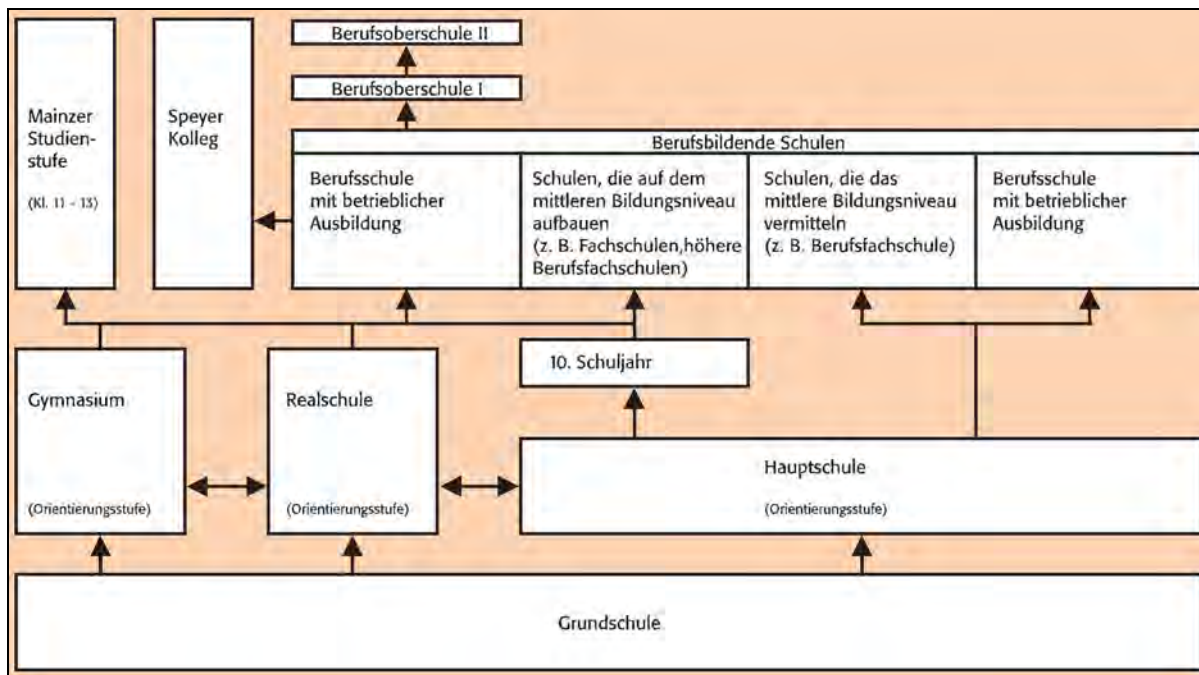 Berufsoberschule II
Berufsoberschule I
Mainzer
Studien-
stufe
(Kl. 11 - 13)
Speyer
Kolleg
Berufsbildende Schulen
Berufsschule
mit betrieblicher
Ausbildung
Schulen, die auf dem
mittleren Bildungsniveau
aufbauen
(z. B. Fachschulen,höhere
Berufsfachschulen)
Schulen, die das
mittlere Bildungsniveau
vermitteln
(z. B. Berufsfachschule)
Berufsschule
mit betrieblicher
Ausbildung
10. Schuljahr
Gymnasium
(Orientierungsstufe)
Realschule
(Orientierungsstufe)
Hauptschule
(Orientierungsstufe)
Grundschule